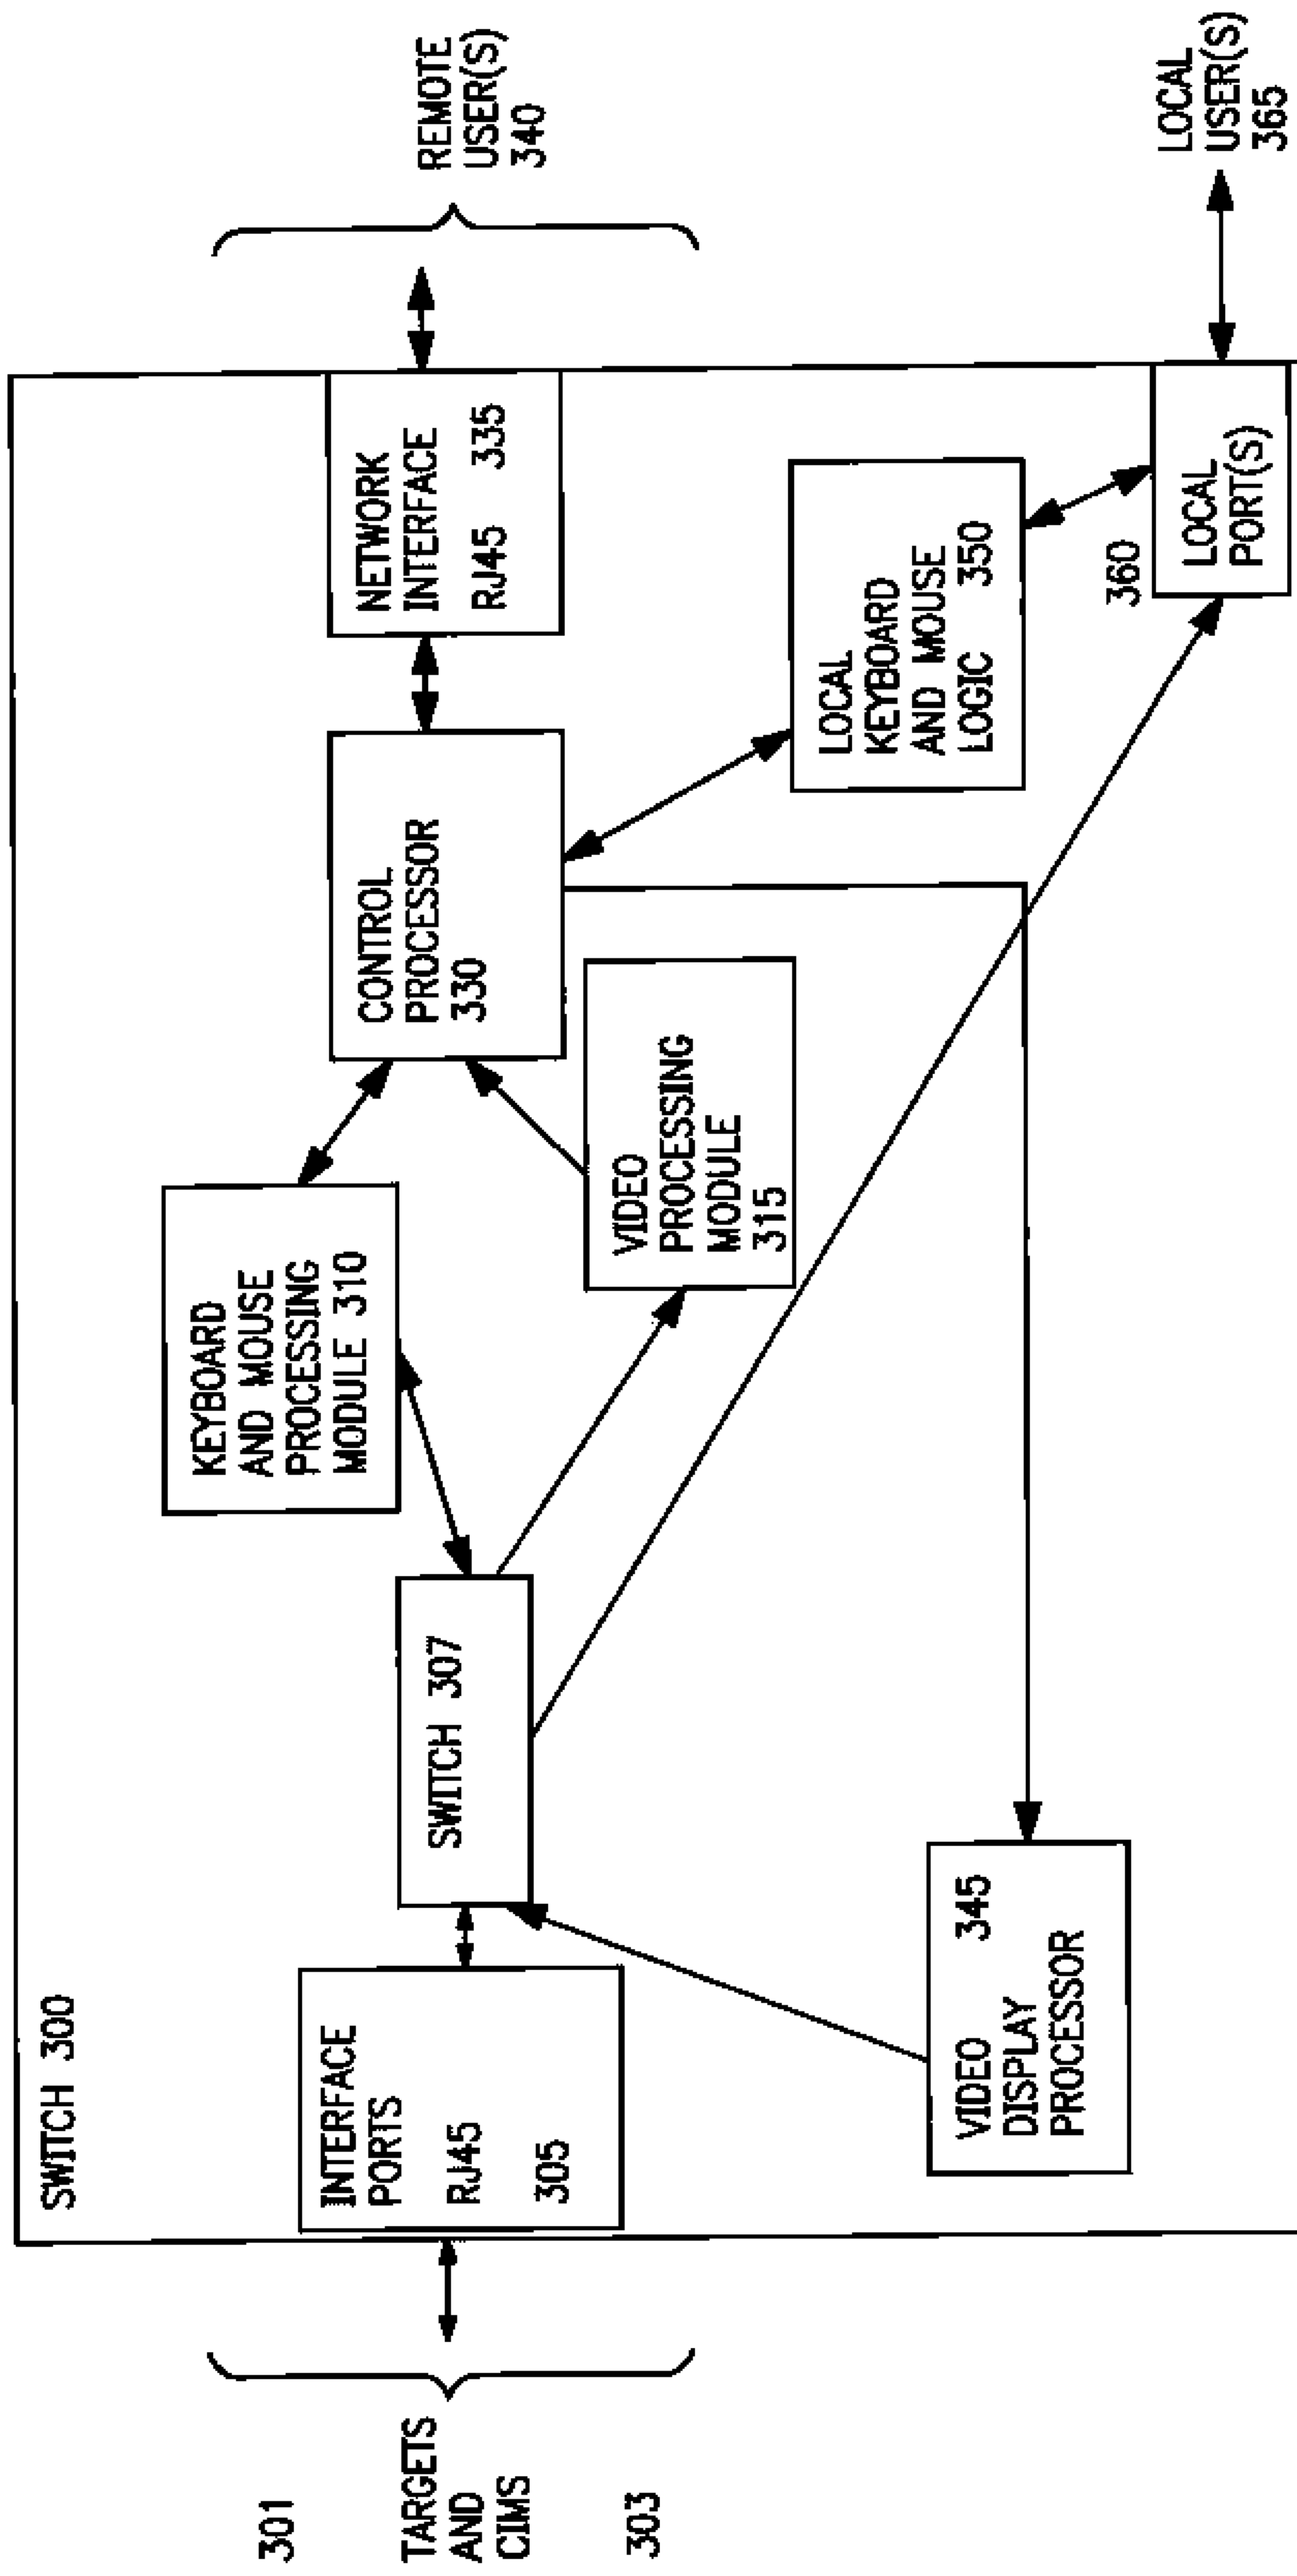 SWITCH 300
301
TARGETS
AND
CIMS
303
INTERFACE
PORTS
RJ45
305
SWITCH 307
KEYBOARD
AND MOUSE
PROCESSING
MODULE 310
VIDEO
PROCESSING
MODULE
315
CONTROL
PROCESSOR
330
NETWORK
INTERFACE
RJ45 335
REMOTE
USER(S)
340
VIDEO 345
DISPLAY
PROCESSOR
LOCAL
KEYBOARD
AND MOUSE
LOGIC 350
360
LOCAL
PORT(S)
LOCAL
USER(S)
365